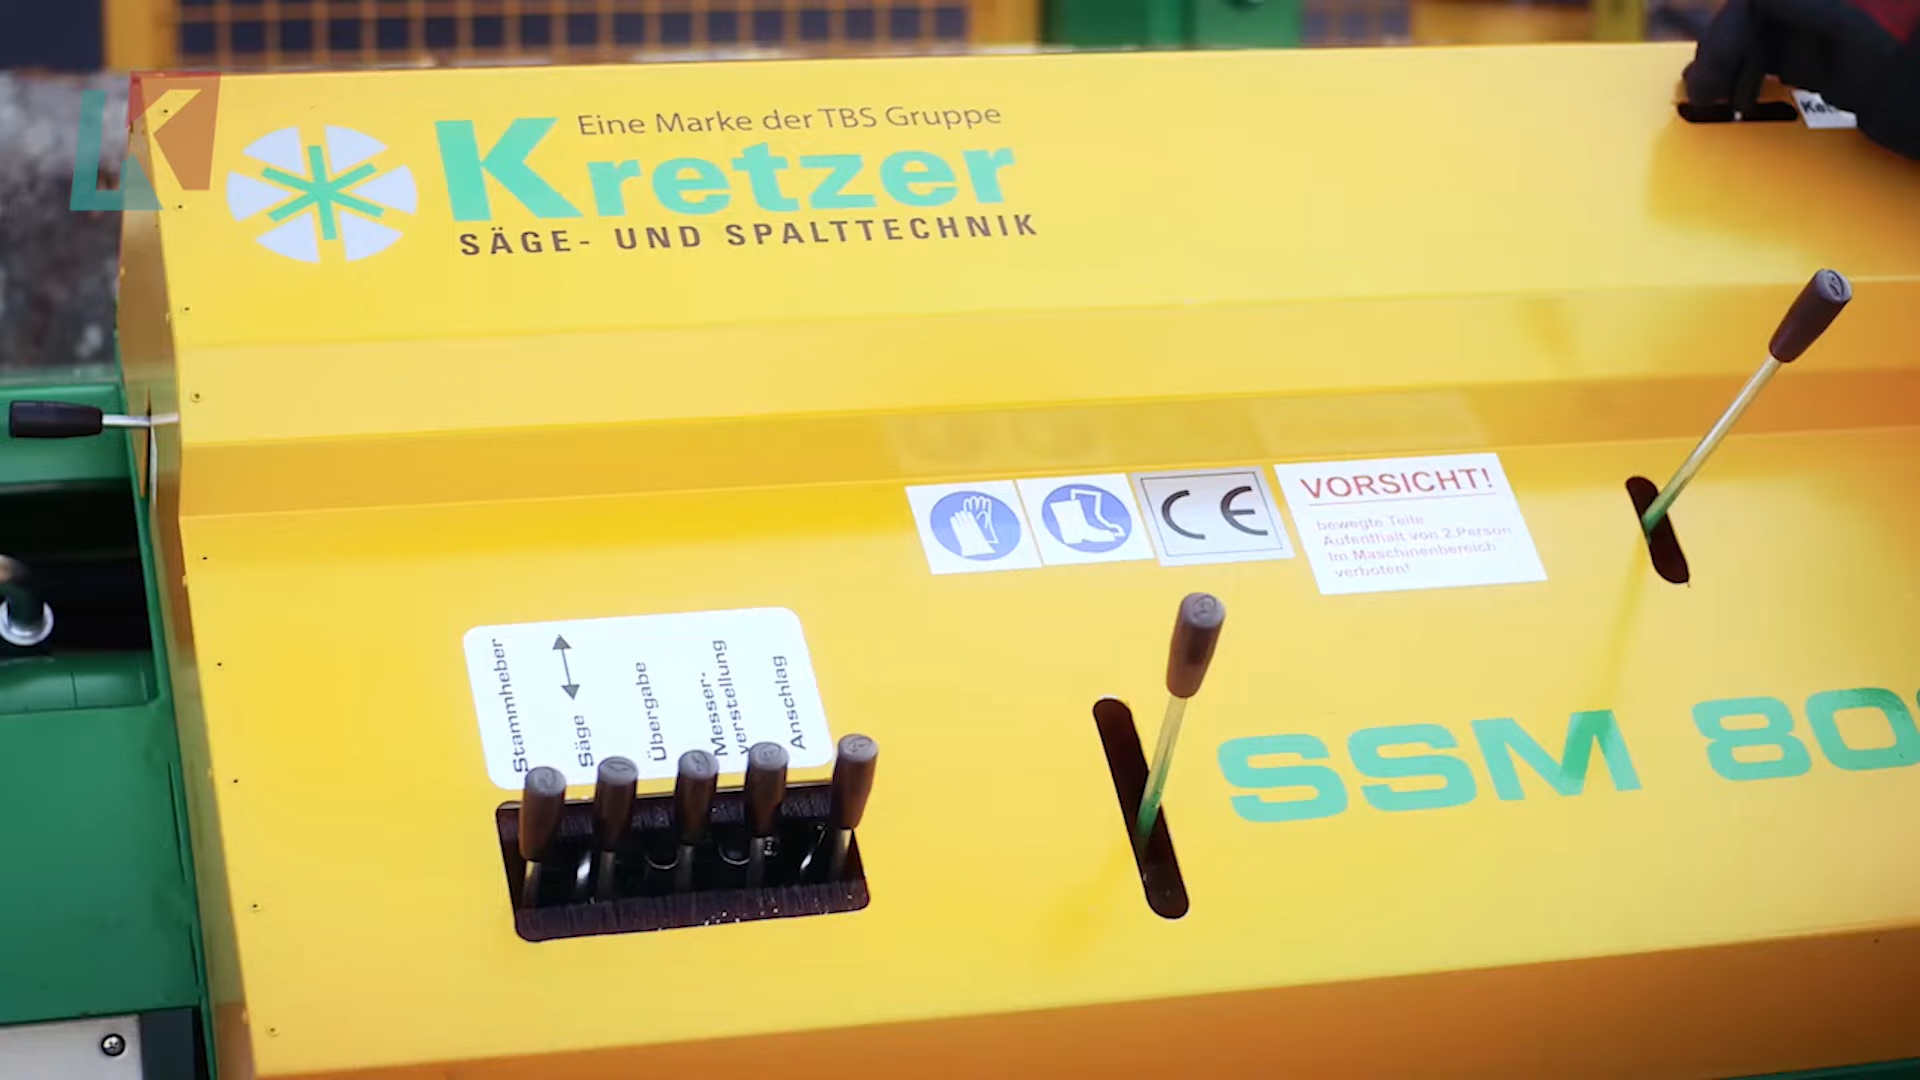 Eine Marke der TBS Gruppe
Kretzer
SÄGE- UND SPALTTECHNIK
CE
VORSICHT!
bewegte Teile
Aufenthalt von 2.Person
Im Maschinenbereich
verboten!
Stammheber
Säge
Übergabe
Messer-
verstellung
Anschlag
SSM 80